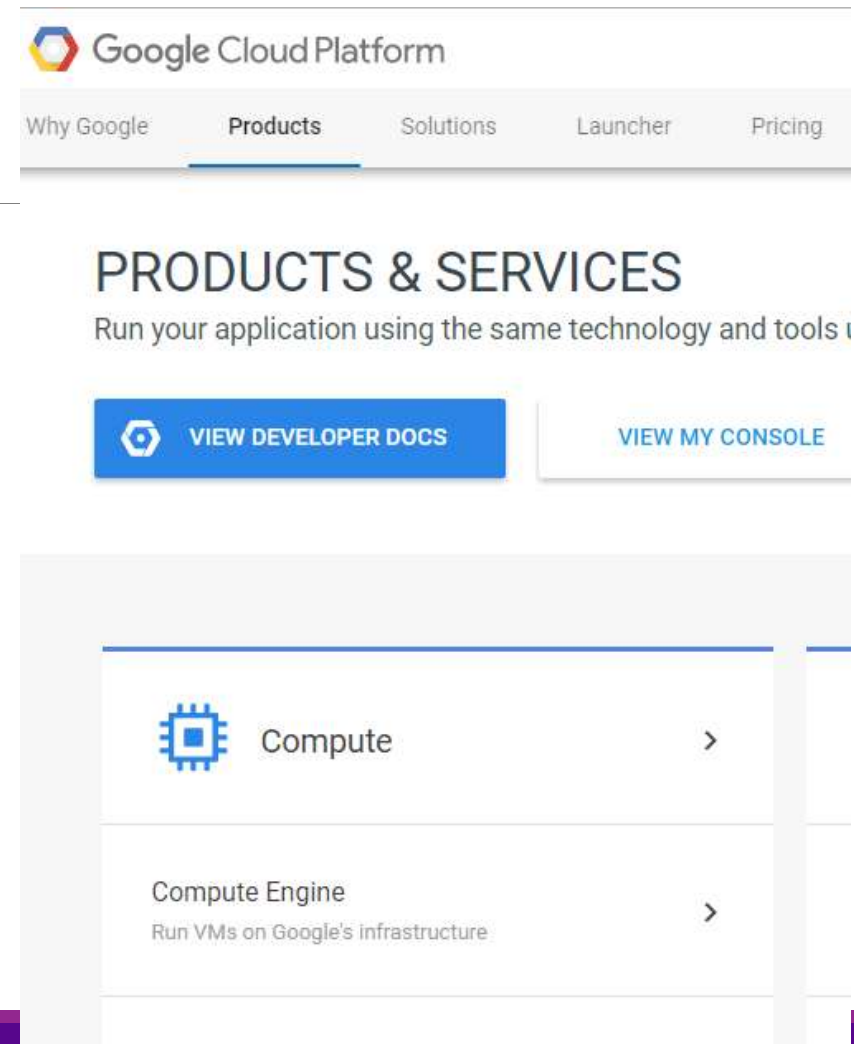 Google Cloud Platform
Why Google Products Solutions Launcher Pricing
PRODUCTS & SERVICES
Run your application using the same technology and tools
VIEW DEVELOPER DOCS VIEW MY CONSOLE
Compute
Compute Engine
Run VMs on Google's infrastructure